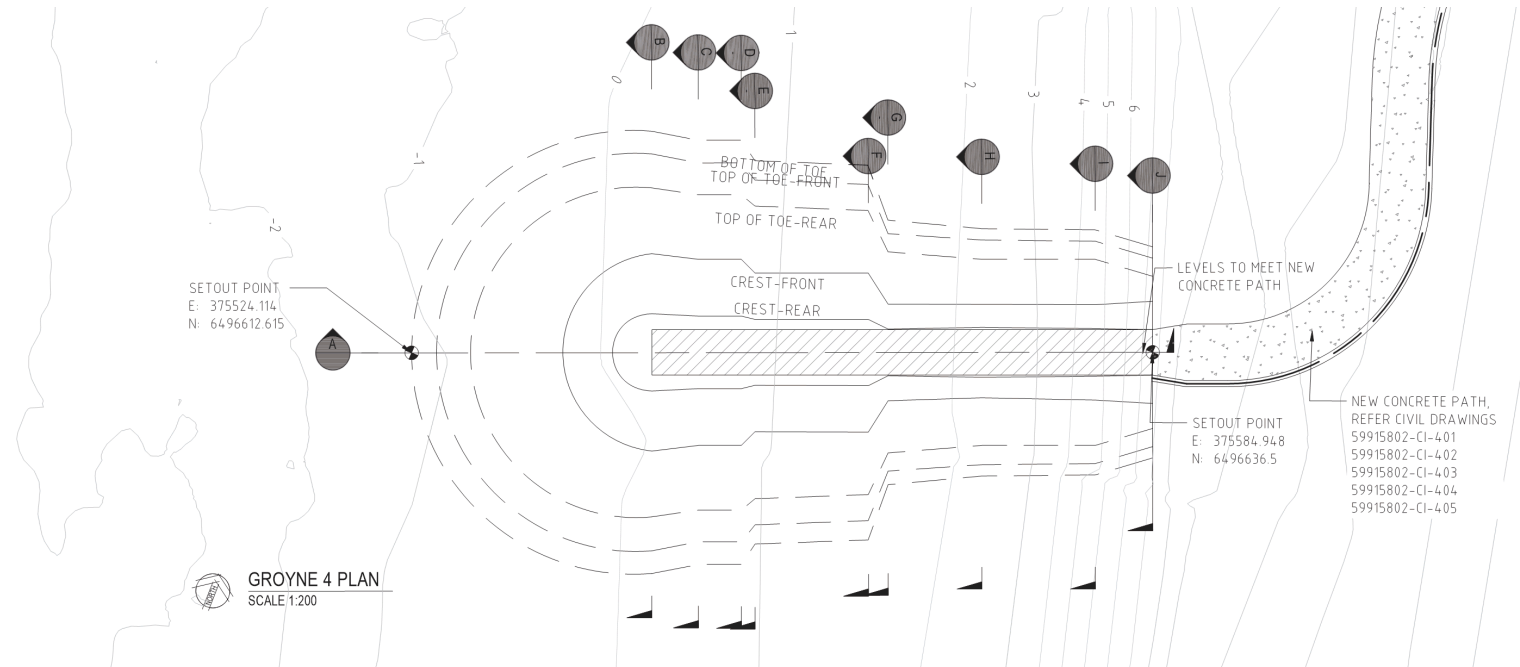 B
C
D
E
G
F
H
I
J
0
1
2
3
4
5
6
-1
-2
BOTTOM OF TOE
TOP OF TOE-FRONT
TOP OF TOE-REAR
CREST-FRONT
CREST-REAR
LEVELS TO MEET NEW
CONCRETE PATH
SETOUT POINT
E: 375524.114
N: 6496612.615
A
SETOUT POINT
E: 375584.948
N: 6496636.5
NEW CONCRETE PATH,
REFER CIVIL DRAWINGS
59915802-CI-401
59915802-CI-402
59915802-CI-403
59915802-CI-404
59915802-CI-405
NORTH
GROYNE 4 PLAN
SCALE 1:200